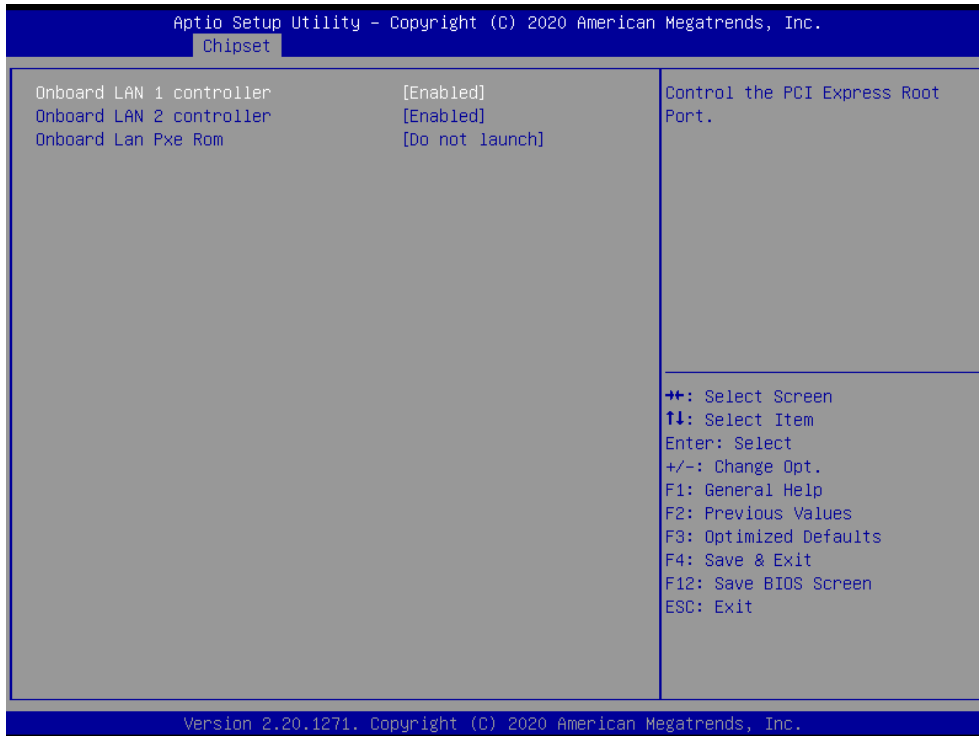 Aptio Setup Utility – Copyright (C) 2020 American Megatrends, Inc.
Chipset
Onboard LAN 1 controller [Enabled]
Onboard LAN 2 controller [Enabled]
Onboard Lan Pxe Rom [Do not launch]
Control the PCI Express Root
Port.
→←: Select Screen
↑↓: Select Item
Enter: Select
+/-: Change Opt.
F1: General Help
F2: Previous Values
F3: Optimized Defaults
F4: Save & Exit
F12: Save BIOS Screen
ESC: Exit
Version 2.20.1271. Copyright (C) 2020 American Megatrends, Inc.